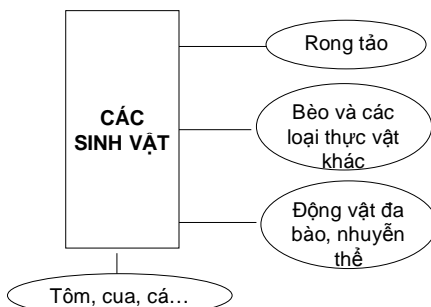 Rong tảo
CÁC
SINH VẬT
Bèo và các
loại thực vật
khác
Động vật đa
bào, nhuyễn
thể
Tôm, cua, cá...